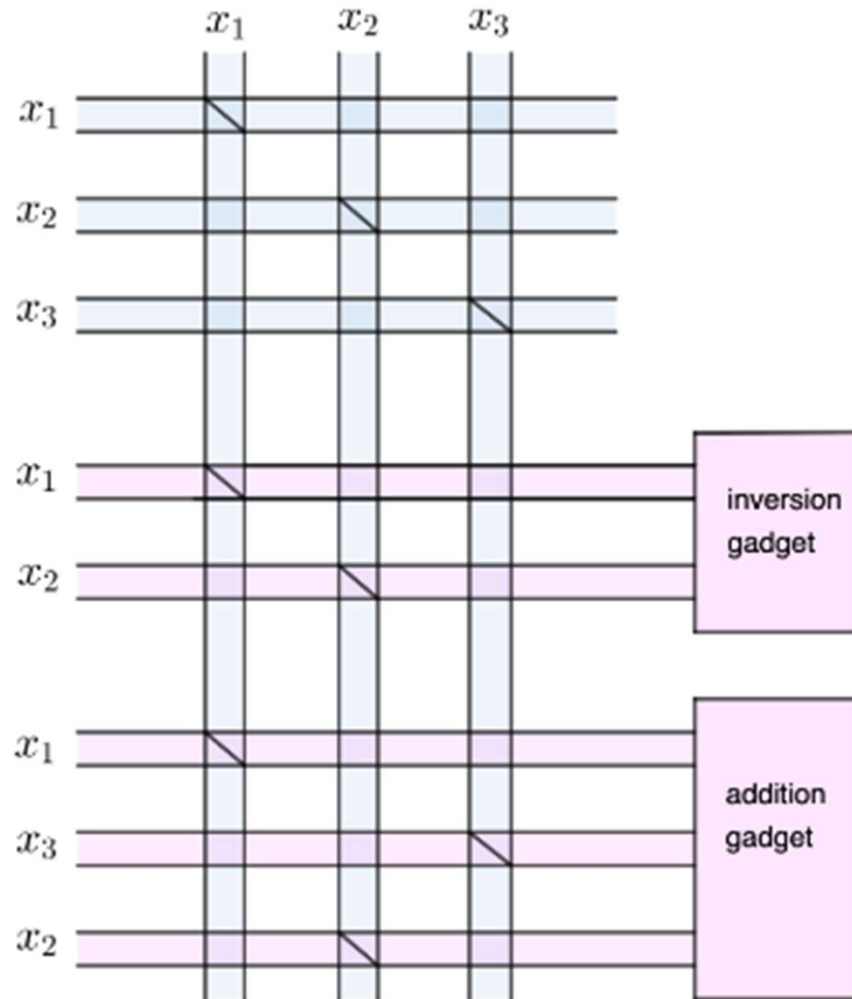 x₁ x₂ x₃
x₁
x₂
x₃
x₁
inversion
gadget
x₂
x₁
addition
gadget
x₃
x₂